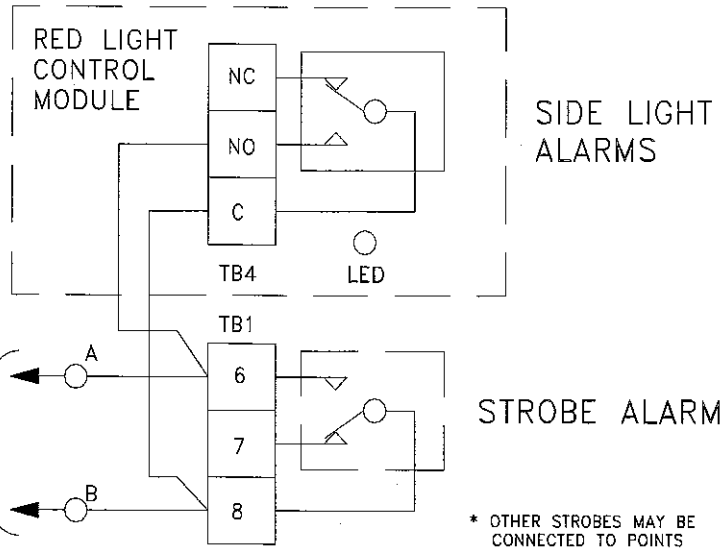 RED LIGHT
CONTROL
MODULE
NC
NO
C
TB4
LED
SIDE LIGHT
ALARMS
TB1
A
6
7
B
8
STROBE ALARM
* OTHER STROBES MAY BE
CONNECTED TO POINTS